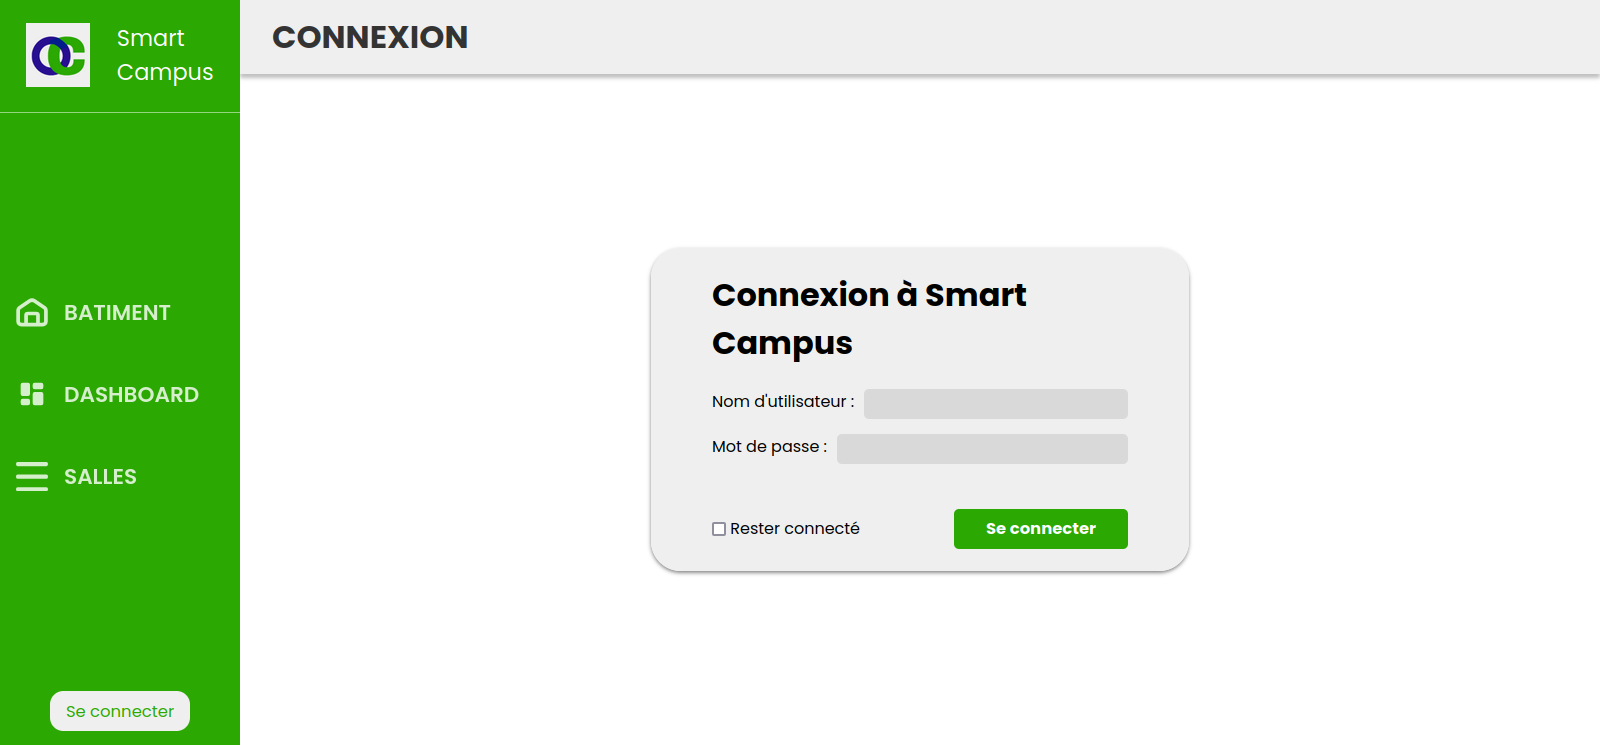 OC
Smart
Campus
CONNEXION
BATIMENT
DASHBOARD
SALLES
Se connecter
Connexion à Smart
Campus
Nom d'utilisateur :
Mot de passe :
Rester connecté
Se connecter